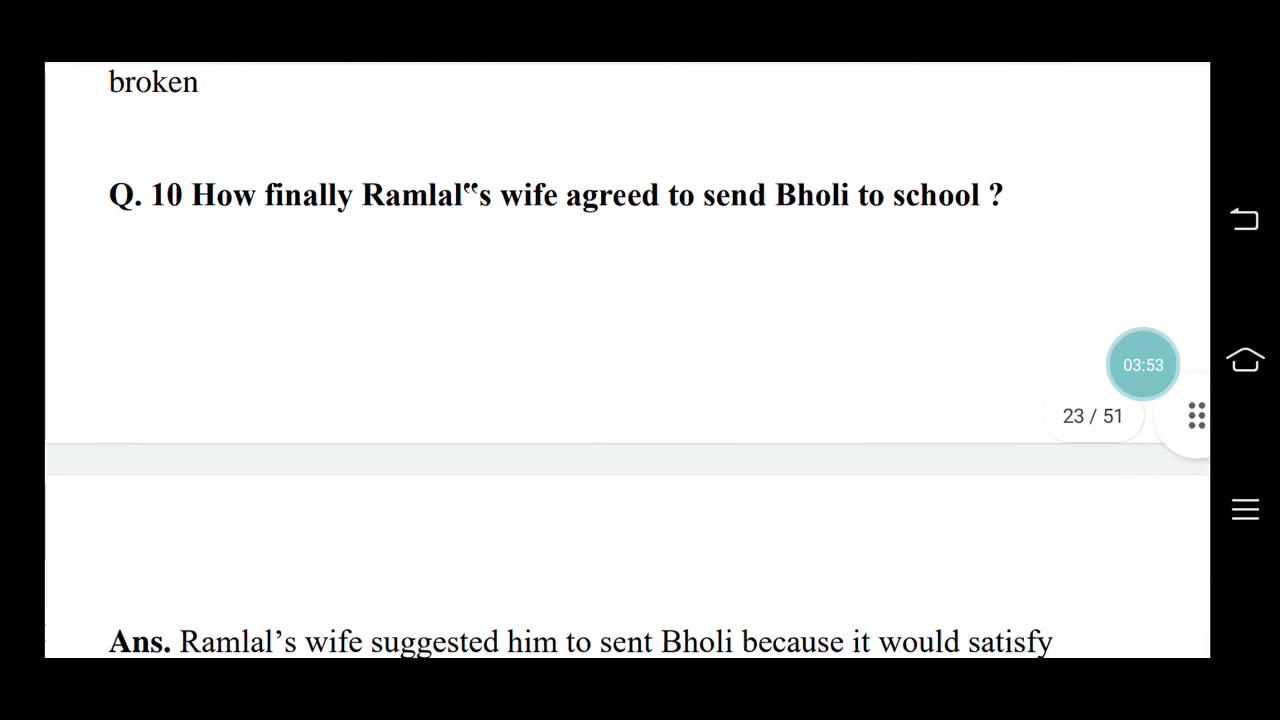 broken
Q. 10 How finally Ramlal‟s wife agreed to send Bholi to school ?
03:53
23 / 51
Ans. Ramlal’s wife suggested him to sent Bholi because it would satisfy